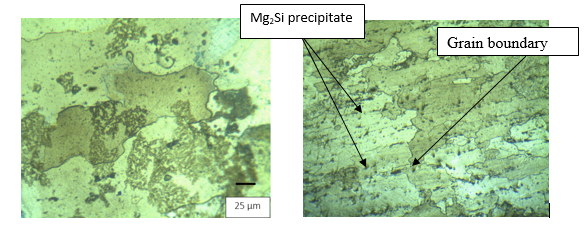 Mg₂Si precipitate
Grain boundary
25 µm